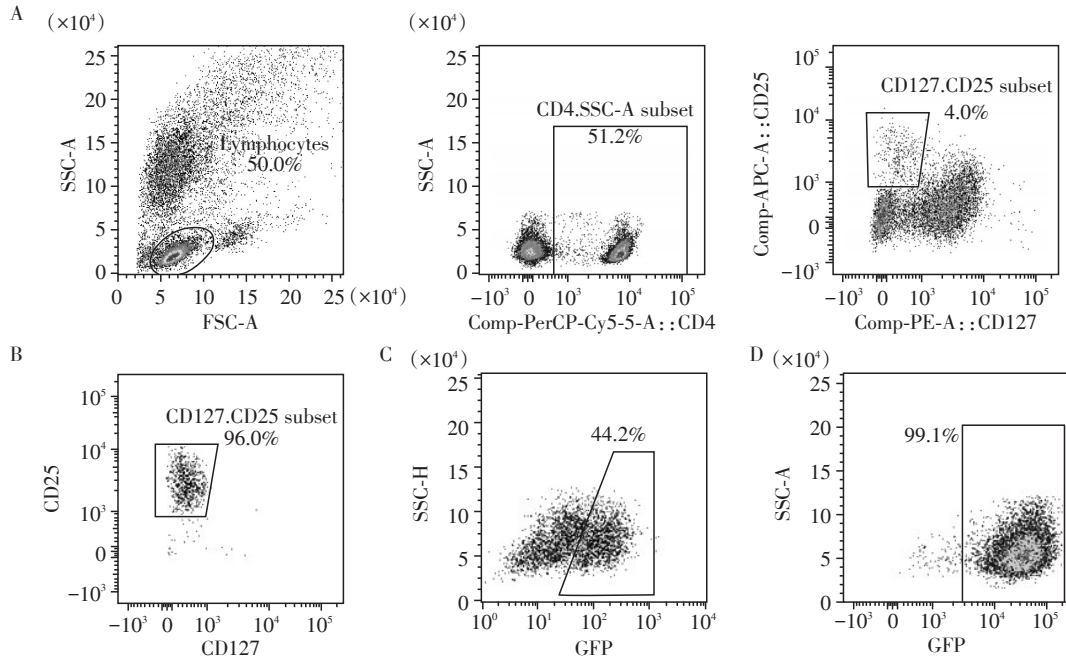 A
(×10⁴)
25
20
15
10
5
0
SSC-A
Lymphocytes
50.0%
0 5 10 15 20 25 (×10⁴)
FSC-A
(×10⁴)
25
20
15
10
5
0
SSC-A
CD4.SSC-A subset
51.2%
−10³ 0 10³ 10⁴ 10⁵
Comp-PerCP-Cy5-5-A::CD4
10⁵
10⁴
10³
0
−10³
Comp-APC-A::CD25
CD127.CD25 subset
4.0%
−10³ 0 10³ 10⁴ 10⁵
Comp-PE-A::CD127
B
10⁵
10⁴
10³
0
−10³
CD25
CD127.CD25 subset
96.0%
−10³ 0 10³ 10⁴ 10⁵
CD127
C
(×10⁴)
25
20
15
10
5
0
SSC-H
44.2%
10⁰ 10¹ 10² 10³ 10⁴
GFP
D
(×10⁴)
25
20
15
10
5
0
SSC-A
99.1%
−10³ 0 10³ 10⁴ 10⁵
GFP